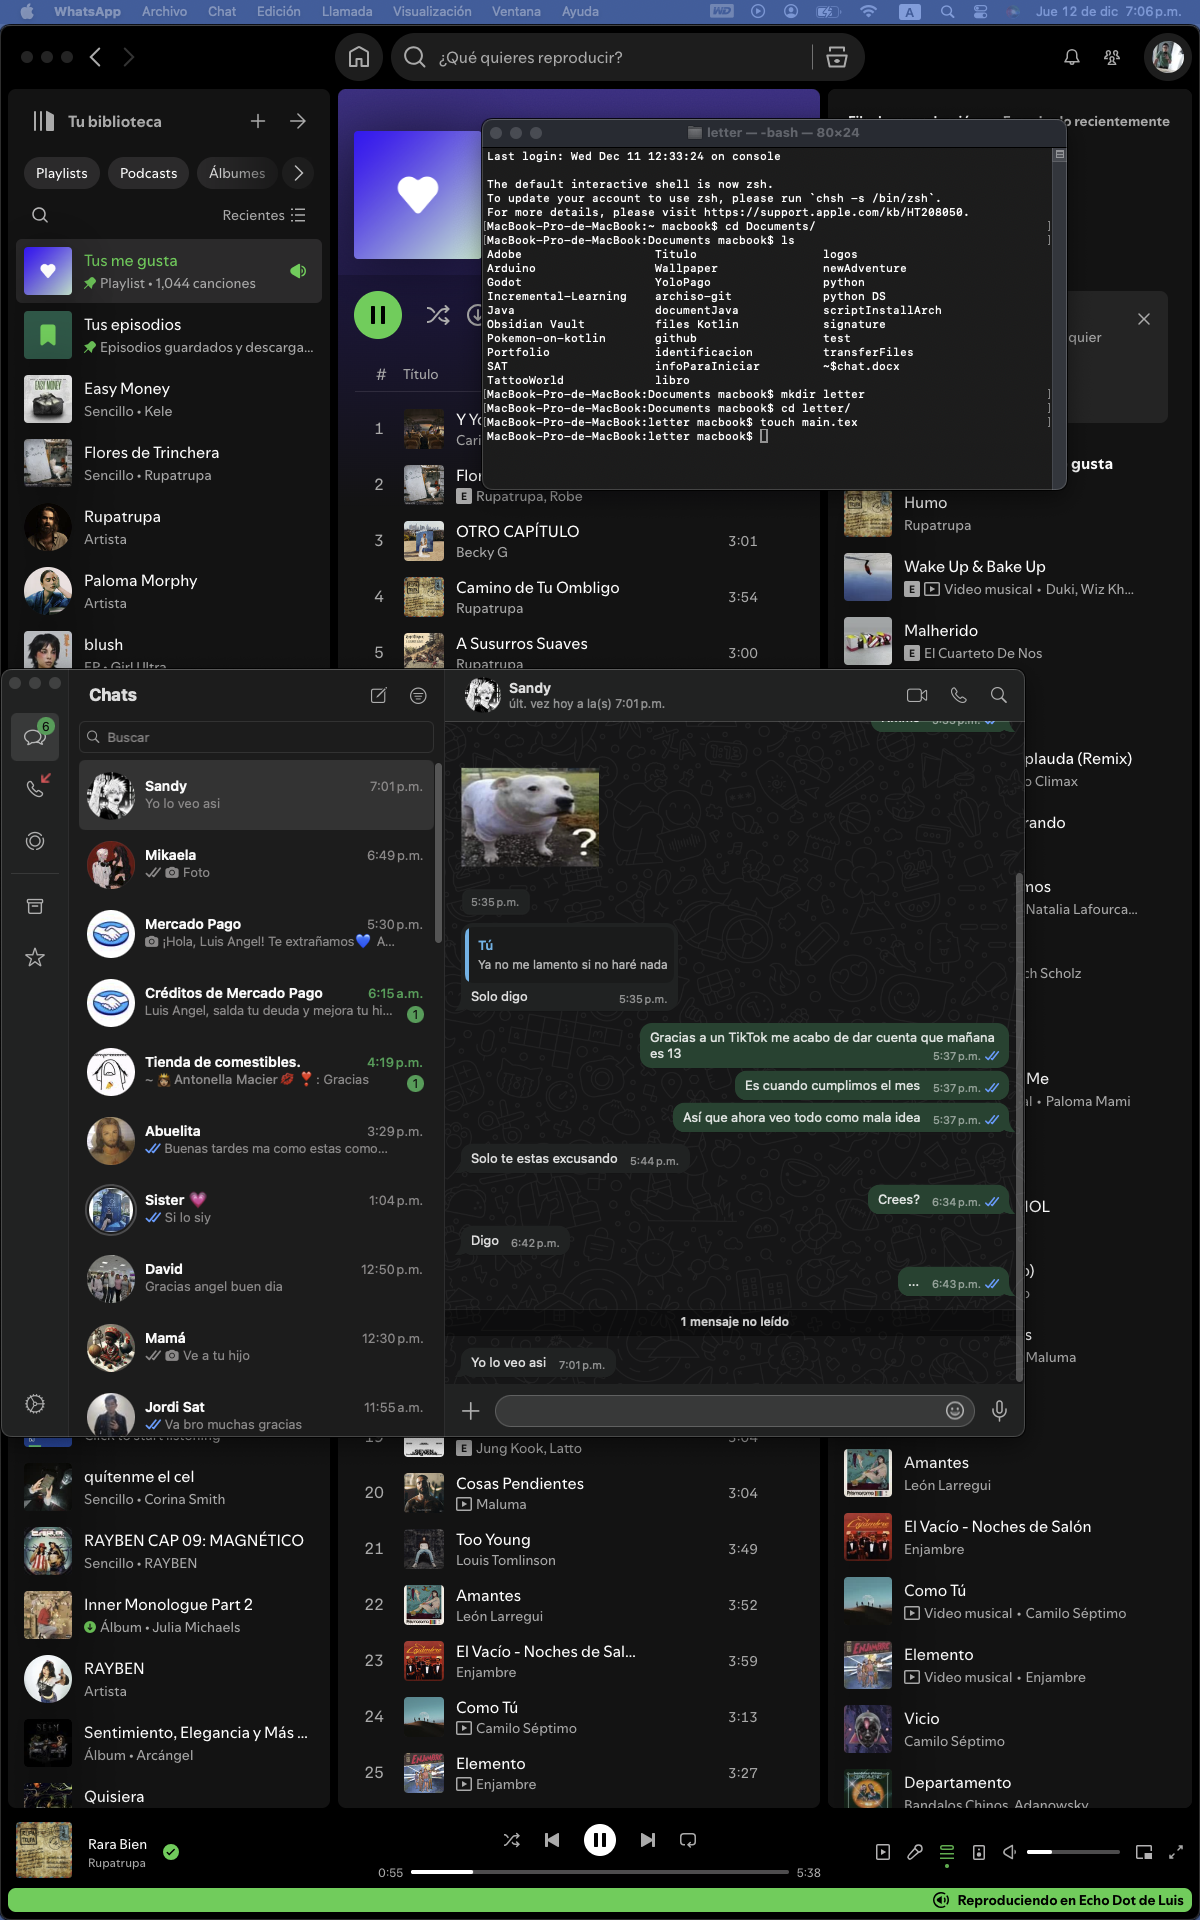 WhatsApp Archivo Chat Edición Llamada Visualización Ventana Ayuda
WD
A
Jue 12 de dic 7:06 p.m.
¿Qué quieres reproducir?
Tu biblioteca
Playlists Podcasts Álbumes
Recientes
Tus me gusta
Playlist • 1,044 canciones
Tus episodios
Episodios guardados y descarga...
Easy Money
Sencillo • Kele
Flores de Trinchera
Sencillo • Rupatrupa
Rupatrupa
Artista
Paloma Morphy
Artista
blush
EP • Girl Ultra
# Título
1
2
Rupatrupa, Robe
3 OTRO CAPÍTULO 3:01
Becky G
4 Camino de Tu Ombligo 3:54
Rupatrupa
5 A Susurros Suaves 3:00
Rupatrupa
letter — -bash — 80×24
Last login: Wed Dec 11 12:33:24 on console
The default interactive shell is now zsh.
To update your account to use zsh, please run `chsh -s /bin/zsh`.
For more details, please visit https://support.apple.com/kb/HT208050.
[MacBook-Pro-de-MacBook:~ macbook$ cd Documents/ ]
[MacBook-Pro-de-MacBook:Documents macbook$ ls ]
Adobe Titulo logos
Arduino Wallpaper newAdventure
Godot YoloPago python
Incremental-Learning archiso-git python DS
Java documentJava scriptInstallArch
Obsidian Vault files Kotlin signature
Pokemon-on-kotlin github test
Portfolio identificacion transferFiles
SAT infoParaIniciar ~$chat.docx
TattooWorld libro
[MacBook-Pro-de-MacBook:Documents macbook$ mkdir letter ]
[MacBook-Pro-de-MacBook:Documents macbook$ cd letter/ ]
[MacBook-Pro-de-MacBook:letter macbook$ touch main.tex ]
MacBook-Pro-de-MacBook:letter macbook$
recientemente
quier
gusta
Humo
Rupatrupa
Wake Up & Bake Up
E Video musical • Duki, Wiz Kh...
Malherido
E El Cuarteto De Nos
plauda (Remix)
o Climax
rando
mos
Natalia Lafourca...
ch Scholz
Me
al • Paloma Mami
OL
o)
s
Maluma
Chats
Buscar
6
Sandy 7:01 p.m.
Yo lo veo asi
Mikaela 6:49 p.m.
Foto
Mercado Pago 5:30 p.m.
¡Hola, Luis Angel! Te extrañamos💙 A...
Créditos de Mercado Pago 6:15 a.m.
Luis Angel, salda tu deuda y mejora tu hi... 1
Tienda de comestibles. 4:19 p.m.
~ 👸 Antonella Macier💋❣️: Gracias 1
Abuelita 3:29 p.m.
Buenas tardes ma como estas como...
Sister 💗 1:04 p.m.
Si lo siy
David 12:50 p.m.
Gracias angel buen dia
Mamá 12:30 p.m.
Ve a tu hijo
Jordi Sat 11:55 a.m.
Va bro muchas gracias
Sandy
últ. vez hoy a la(s) 7:01 p.m.
?
5:35 p.m.
Tú
Ya no me lamento si no haré nada
Solo digo 5:35 p.m.
Gracias a un TikTok me acabo de dar cuenta que mañana
es 13 5:37 p.m.
Es cuando cumplimos el mes 5:37 p.m.
Así que ahora veo todo como mala idea 5:37 p.m.
Solo te estas excusando 5:44 p.m.
Crees? 6:34 p.m.
Digo 6:42 p.m.
... 6:43 p.m.
1 mensaje no leído
Yo lo veo asi 7:01 p.m.
quítenme el cel
Sencillo • Corina Smith
RAYBEN CAP 09: MAGNÉTICO
Sencillo • RAYBEN
Inner Monologue Part 2
Álbum • Julia Michaels
RAYBEN
Artista
Sentimiento, Elegancia y Más ...
Álbum • Arcángel
Quisiera
E Jung Kook, Latto
20 Cosas Pendientes 3:04
Maluma
21 Too Young 3:49
Louis Tomlinson
22 Amantes 3:52
León Larregui
23 El Vacío - Noches de Sal... 3:59
Enjambre
24 Como Tú 3:13
Camilo Séptimo
25 Elemento 3:27
Enjambre
Amantes
León Larregui
El Vacío - Noches de Salón
Enjambre
Como Tú
Video musical • Camilo Séptimo
Elemento
Video musical • Enjambre
Vicio
Camilo Séptimo
Departamento
Bandalos Chinos, Adanowsky
Rara Bien
Rupatrupa
0:55 5:38
Reproduciendo en Echo Dot de Luis